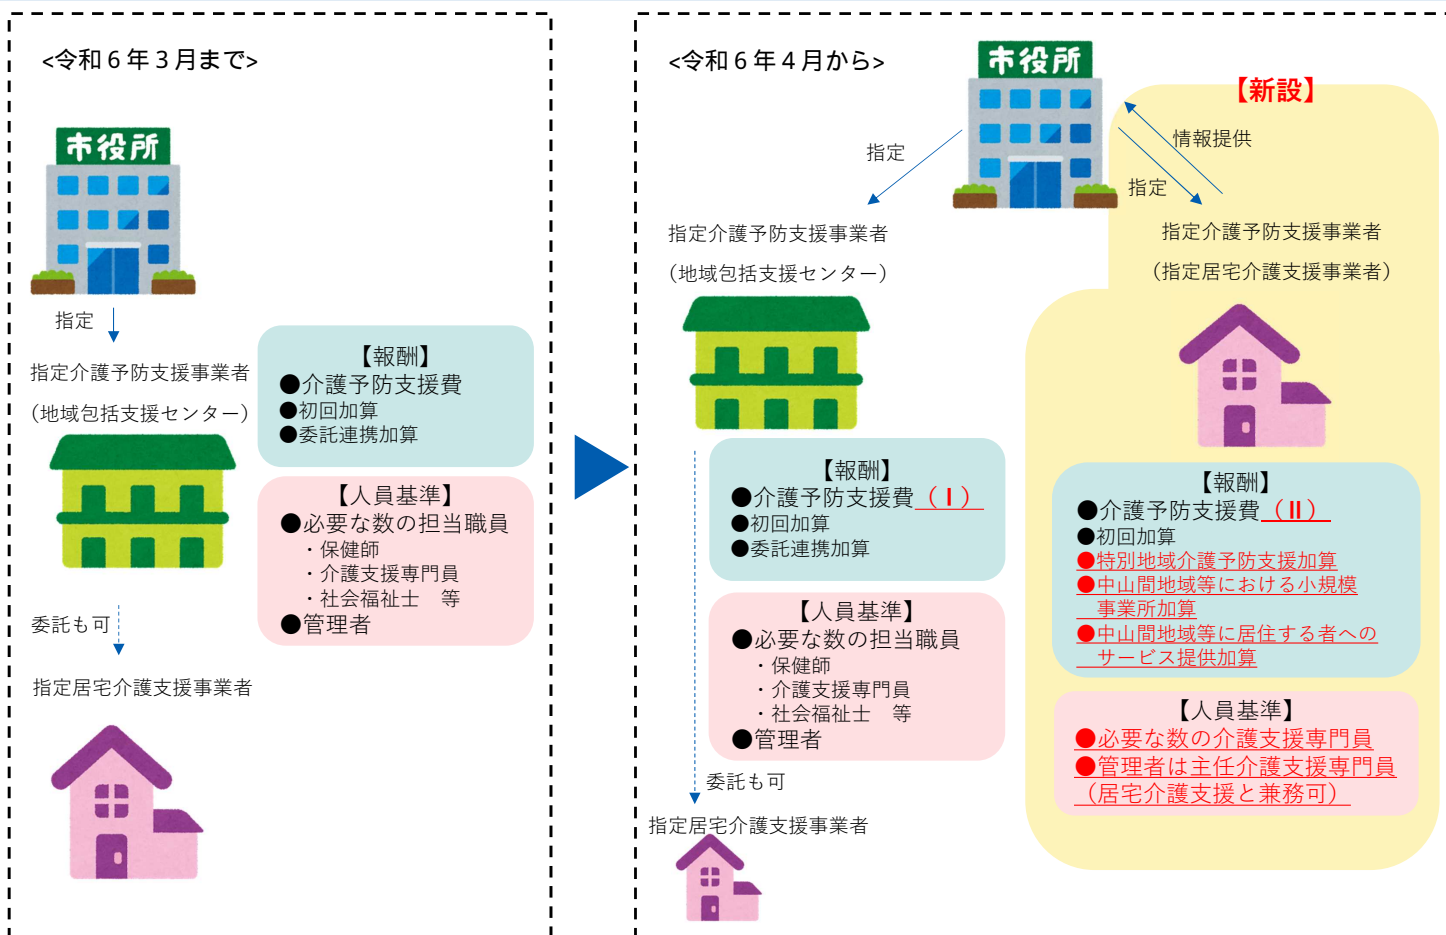 <令和６年３月まで>
市役所
指定
指定介護予防支援事業者
（地域包括支援センター）
【報酬】
●介護予防支援費
●初回加算
●委託連携加算
【人員基準】
●必要な数の担当職員
・保健師
・介護支援専門員
・社会福祉士　等
●管理者
委託も可
指定居宅介護支援事業者
<令和６年４月から>
市役所
【新設】
指定
情報提供
指定
指定介護予防支援事業者
（地域包括支援センター）
【報酬】
●介護予防支援費（Ⅰ）
●初回加算
●委託連携加算
【人員基準】
●必要な数の担当職員
・保健師
・介護支援専門員
・社会福祉士　等
●管理者
委託も可
指定居宅介護支援事業者
指定介護予防支援事業者
（指定居宅介護支援事業者）
【報酬】
●介護予防支援費（Ⅱ）
●初回加算
●特別地域介護予防支援加算
●中山間地域等における小規模
事業所加算
●中山間地域等に居住する者への
サービス提供加算
【人員基準】
●必要な数の介護支援専門員
●管理者は主任介護支援専門員
（居宅介護支援と兼務可）